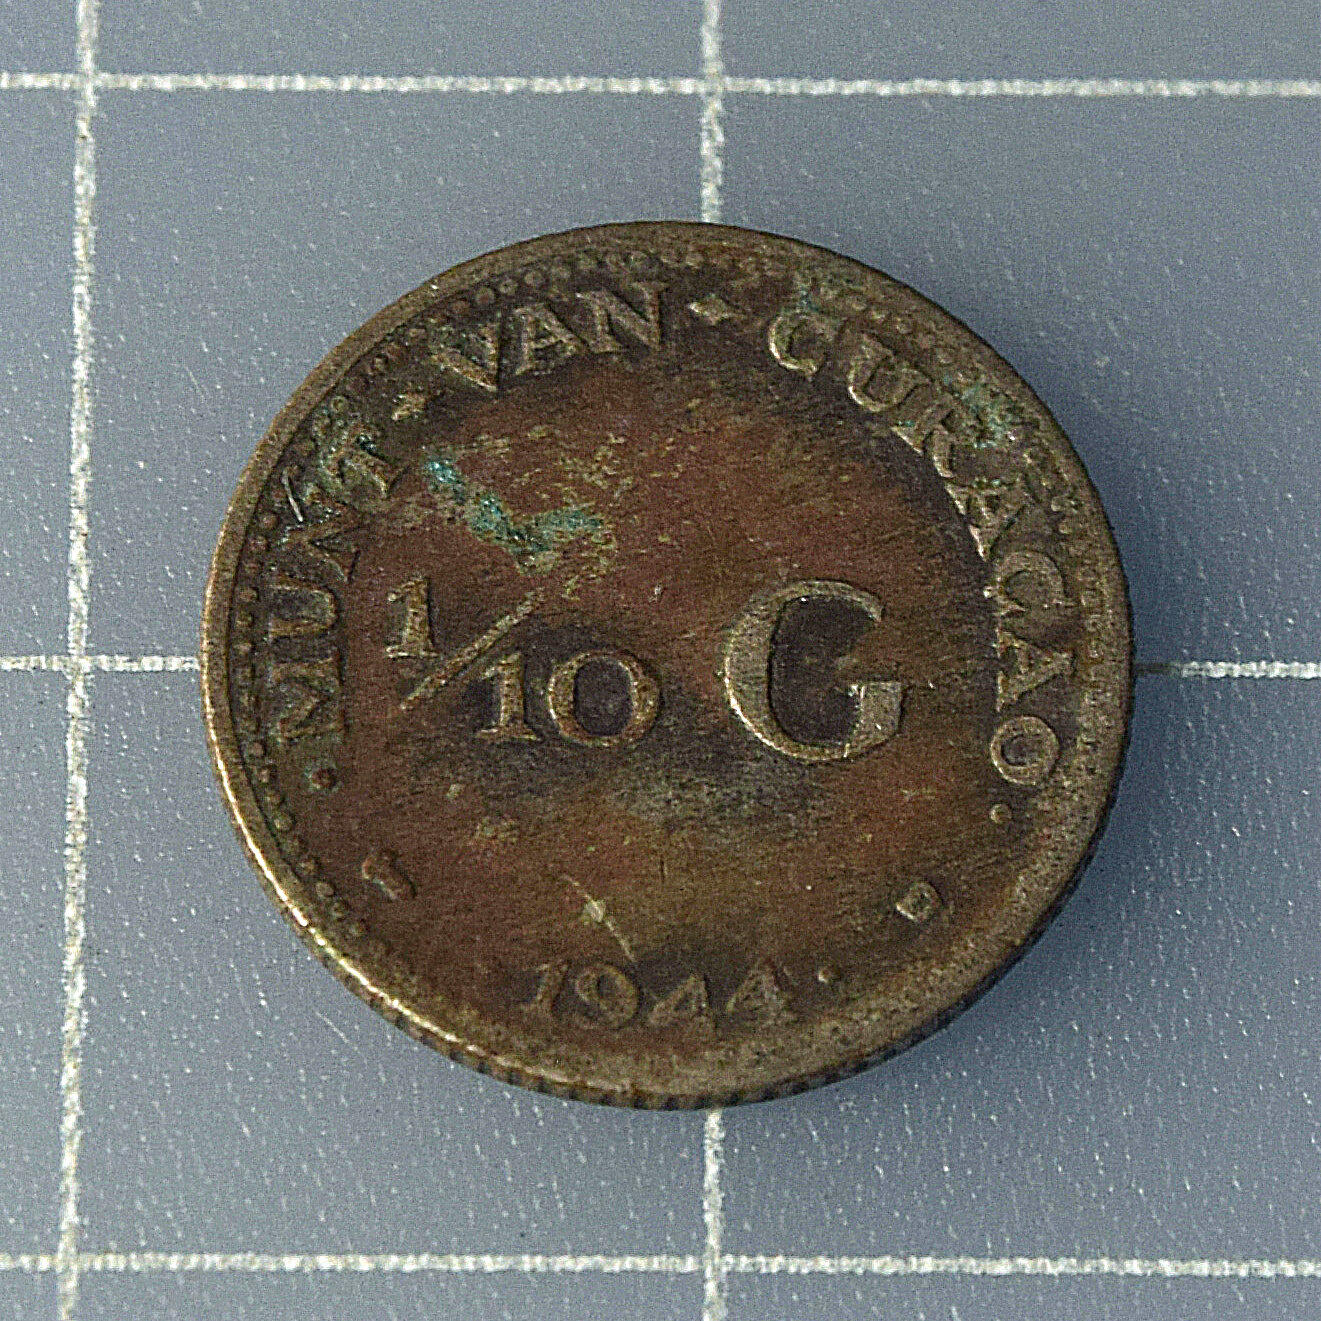 MUNT VAN CURAÇAO
1/10 G
D
1944